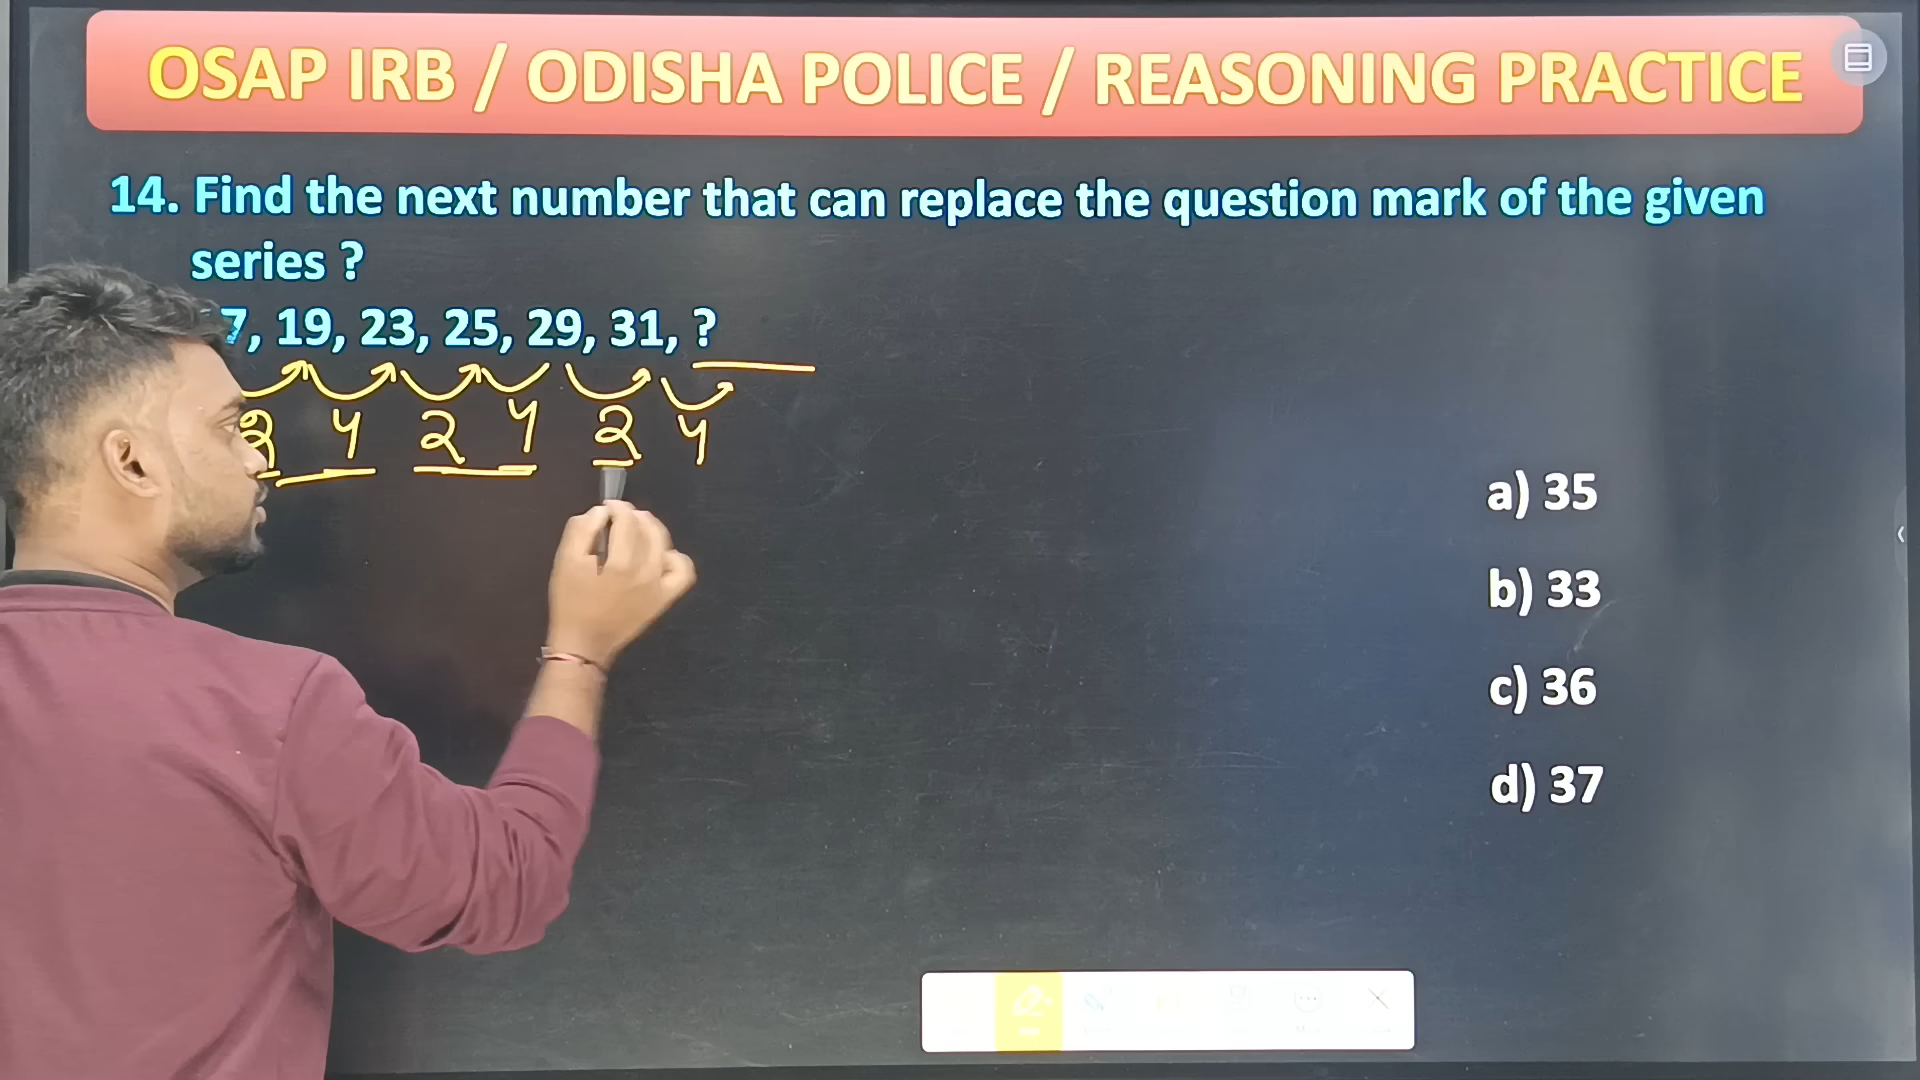 OSAP IRB / ODISHA POLICE / REASONING PRACTICE
14. Find the next number that can replace the question mark of the given
series ?
7, 19, 23, 25, 29, 31, ?
2 4 2 4 2 4
a) 35
b) 33
c) 36
d) 37